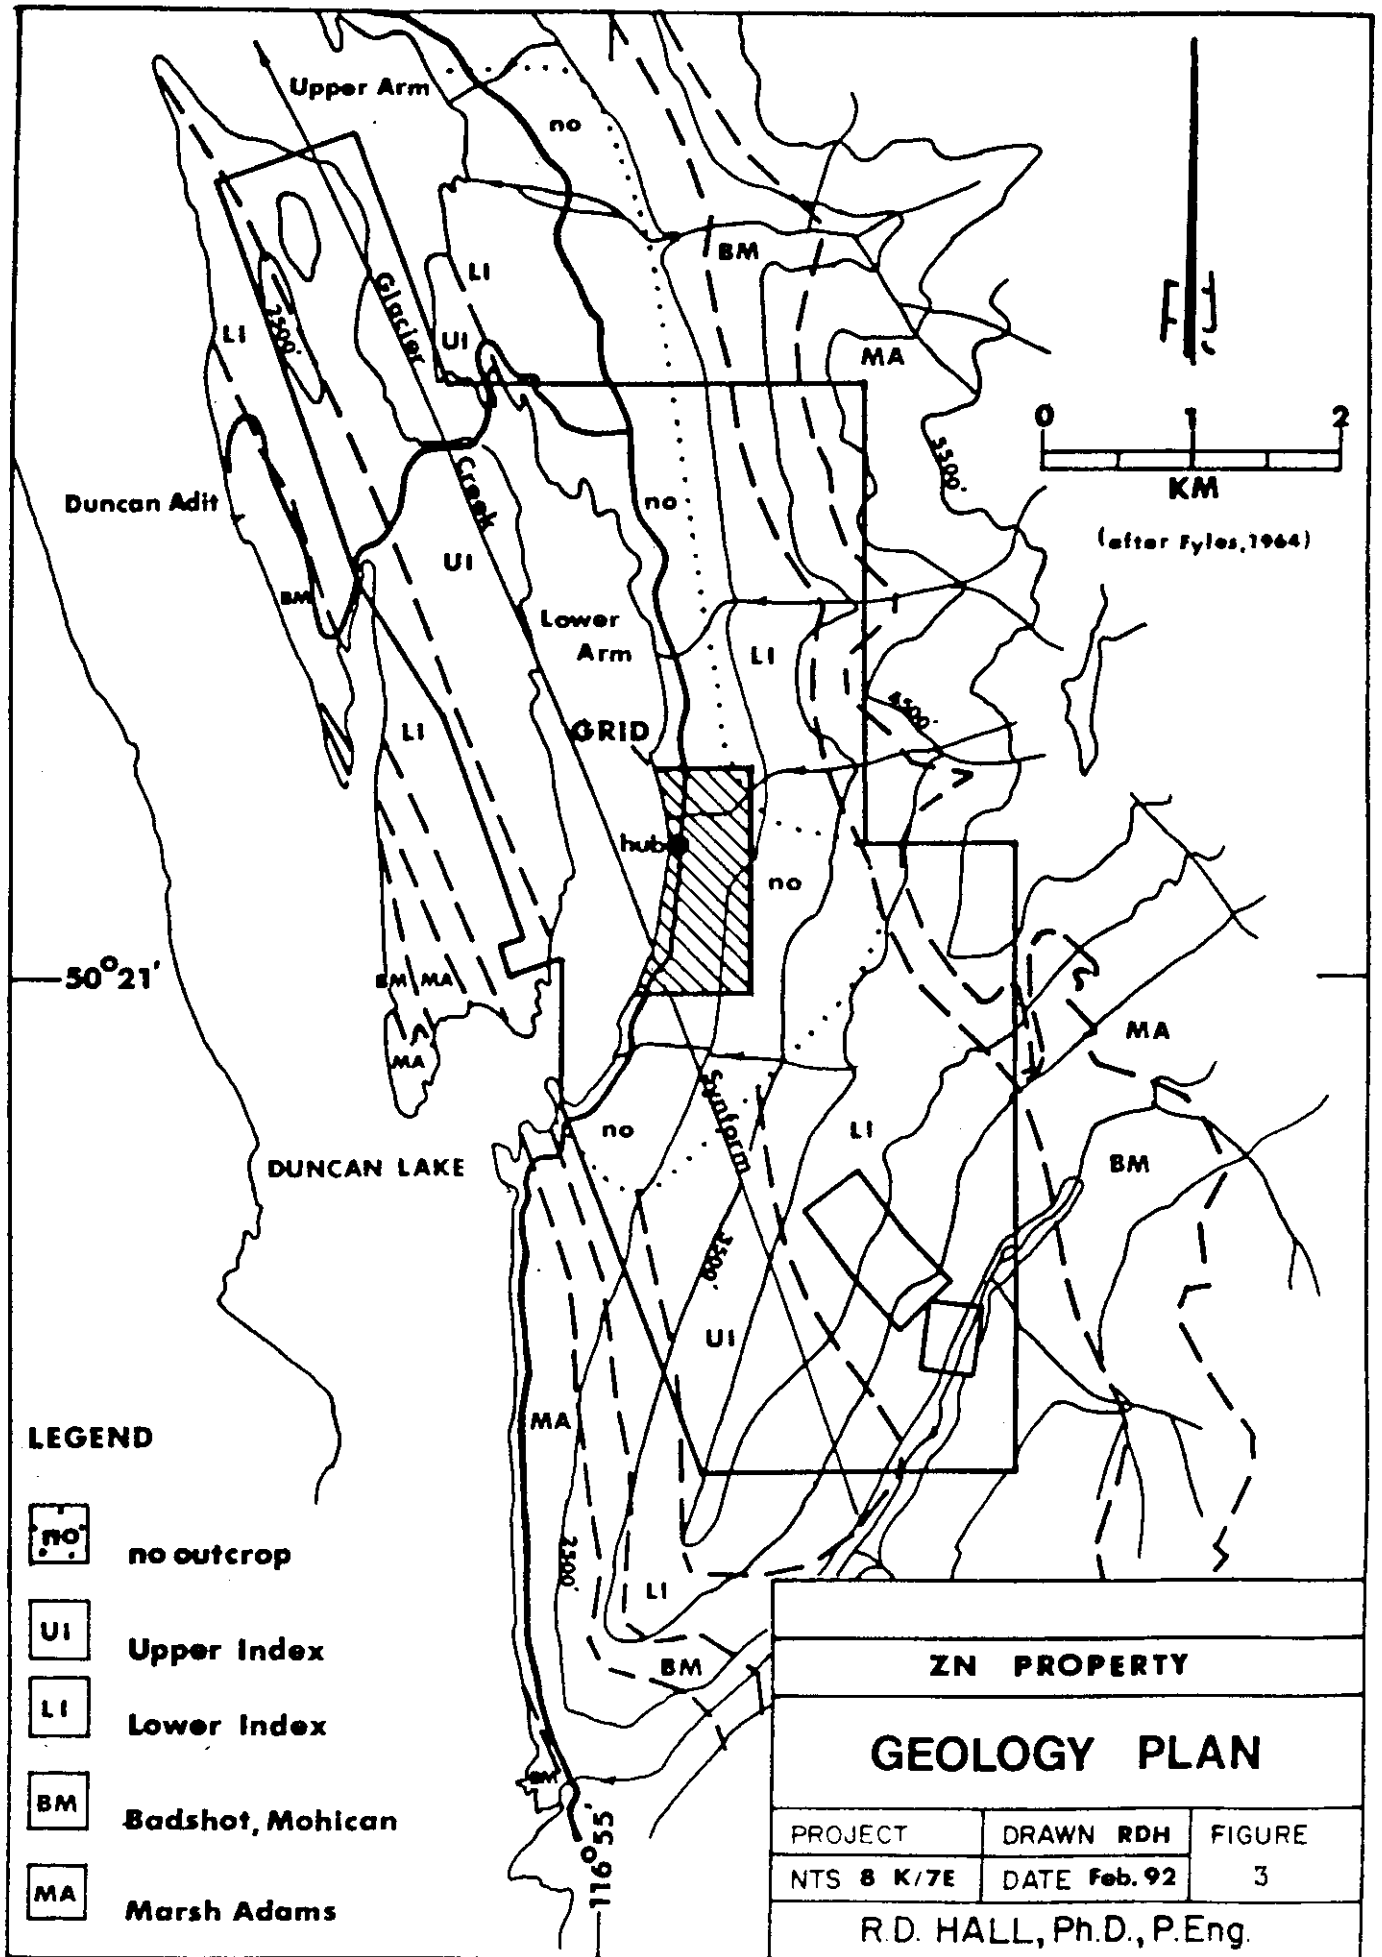 Upper Arm
no
LI
BM
Glacier
2500'
LI
UI
MA
0 1 2
KM
5500'
(after Fyles, 1964)
Duncan Adit
no
Creek
UI
BM
Lower
Arm
LI
GRID
LI
4500'
hub
no
50°21'
BM MA
MA
MA
Synform
no
LI
BM
DUNCAN LAKE
3500'
UI
MA
2500'
LI
BM
BM
116°55'
LEGEND
no
no outcrop
UI
Upper Index
LI
Lower Index
BM
Badshot, Mohican
MA
Marsh Adams
ZN PROPERTY
GEOLOGY PLAN
PROJECT
DRAWN RDH
FIGURE
NTS 8 K/7E
DATE Feb. 92
3
R.D. HALL, Ph.D., P.Eng.